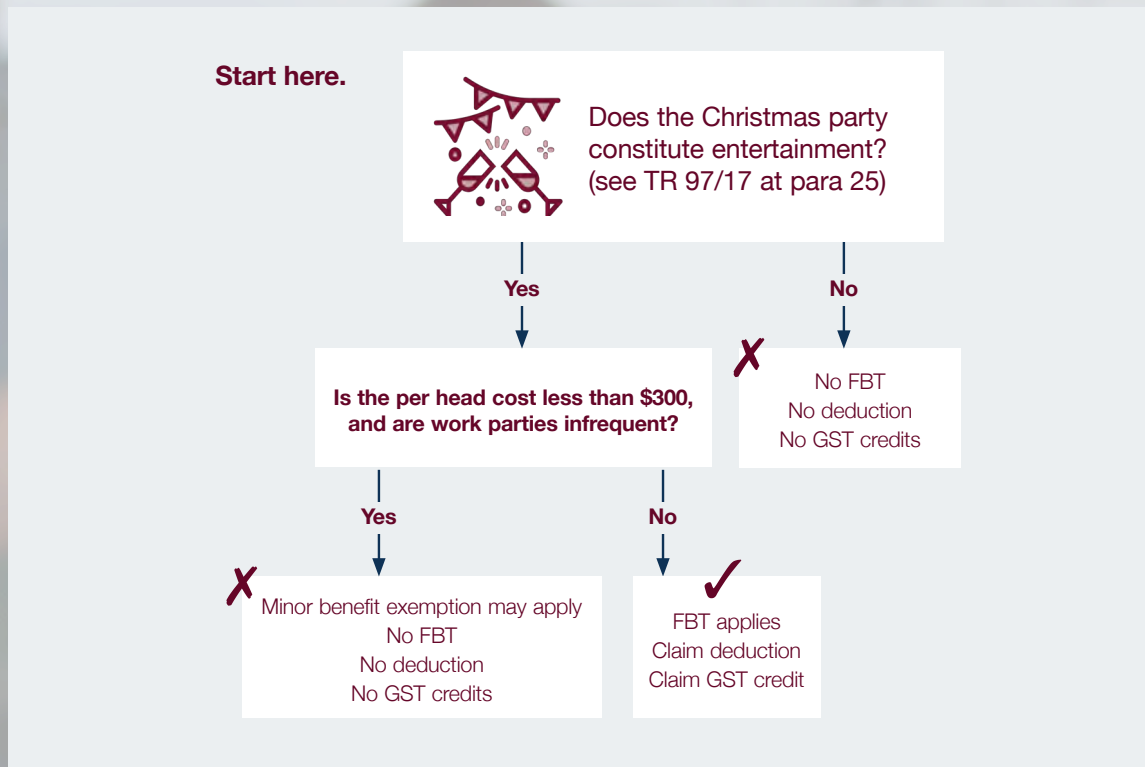 Start here.
Does the Christmas party
constitute entertainment?
(see TR 97/17 at para 25)
Yes
No
Is the per head cost less than $300,
and are work parties infrequent?
No FBT
No deduction
No GST credits
Yes
No
Minor benefit exemption may apply
No FBT
No deduction
No GST credits
FBT applies
Claim deduction
Claim GST credit